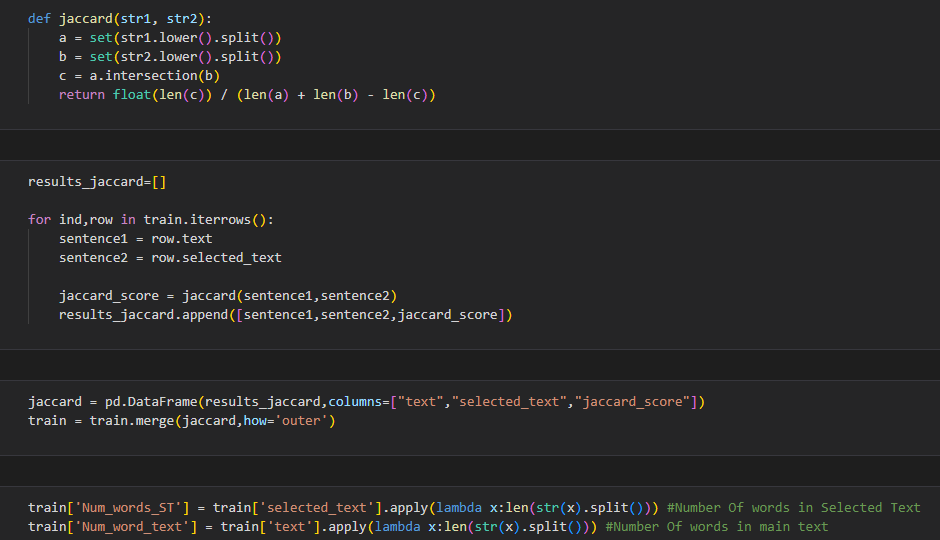 def jaccard(str1, str2):
    a = set(str1.lower().split())
    b = set(str2.lower().split())
    c = a.intersection(b)
    return float(len(c)) / (len(a) + len(b) - len(c))
results_jaccard=[]
for ind,row in train.iterrows():
    sentence1 = row.text
    sentence2 = row.selected_text
    jaccard_score = jaccard(sentence1,sentence2)
    results_jaccard.append([sentence1,sentence2,jaccard_score])
jaccard = pd.DataFrame(results_jaccard,columns=["text","selected_text","jaccard_score"])
train = train.merge(jaccard,how='outer')
train['Num_words_ST'] = train['selected_text'].apply(lambda x:len(str(x).split())) #Number Of words in Selected Text
train['Num_word_text'] = train['text'].apply(lambda x:len(str(x).split())) #Number Of words in main text